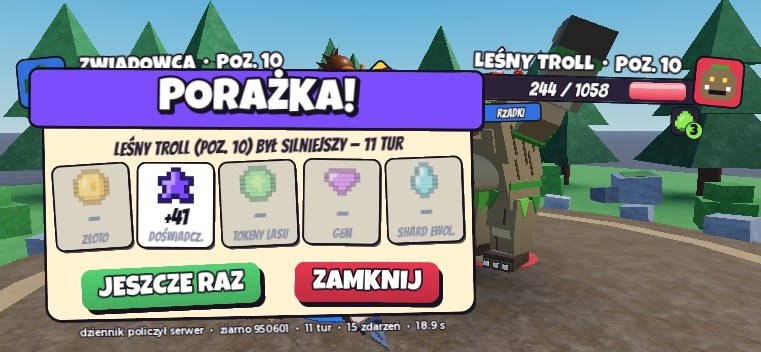 ZWIADOWCA · POZ. 10
LEŚNY TROLL · POZ. 10
244 / 1058
RZADKI
3
PORAŻKA!
LEŚNY TROLL (POZ. 10) BYŁ SILNIEJSZY – 11 TUR
– ZŁOTO
+47 DOŚWIADCZ.
– TOKENY LASU
– GEM
– SHARD EWOL.
JESZCZE RAZ
ZAMKNIJ
dziennik policzył serwer · ziarno 950601 · 11 tur · 15 zdarzeń · 18.9 s